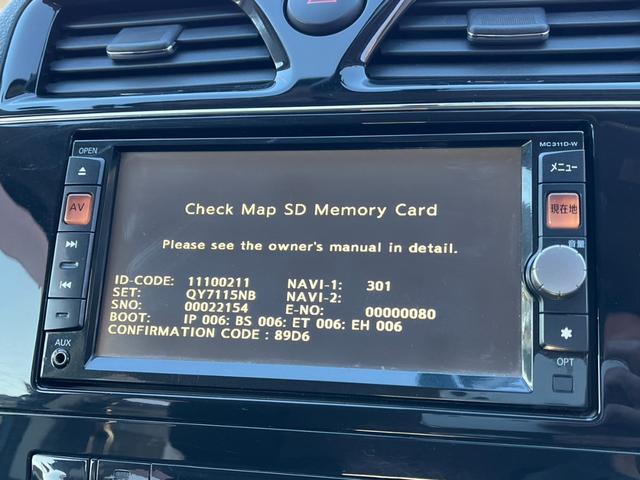 OPEN
MC311D-W
メニュー
AV
現在地
音量
Check Map SD Memory Card
Please see the owner's manual in detail.
ID-CODE: 11100211 NAVI-1: 301
SET: QY7115NB NAVI-2:
SNO: 00022154 E-NO: 00000080
BOOT: IP 006: BS 006: ET 006: EH 006
CONFIRMATION CODE : 89D6
AUX
OPT